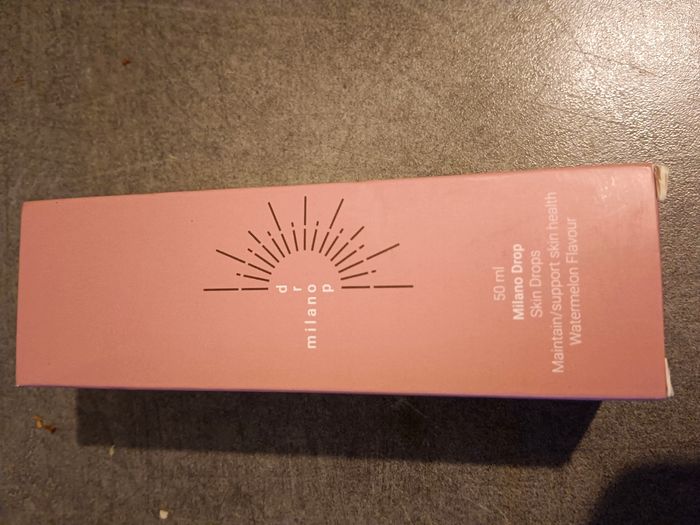 d
r
milano
p
50 ml
Milano Drop
Skin Drops
Maintain/support skin health
Watermelon Flavour